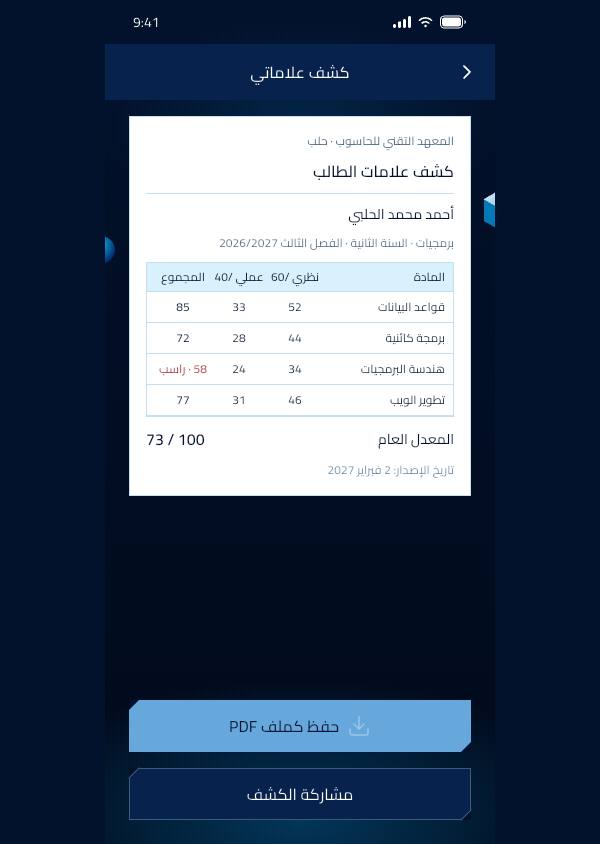 9:41
كشف علاماتي
المعهد التقني للحاسوب · حلب
كشف علامات الطالب
أحمد محمد الحلبي
برمجيات · السنة الثانية · الفصل الثالث 2026/2027
المادة نظري /60 عملي /40 المجموع
قواعد البيانات 52 33 85
برمجة كائنية 44 28 72
هندسة البرمجيات 34 24 58 · راسب
تطوير الويب 46 31 77
المعدل العام 73 / 100
تاريخ الإصدار: 2 فبراير 2027
حفظ كملف PDF
مشاركة الكشف